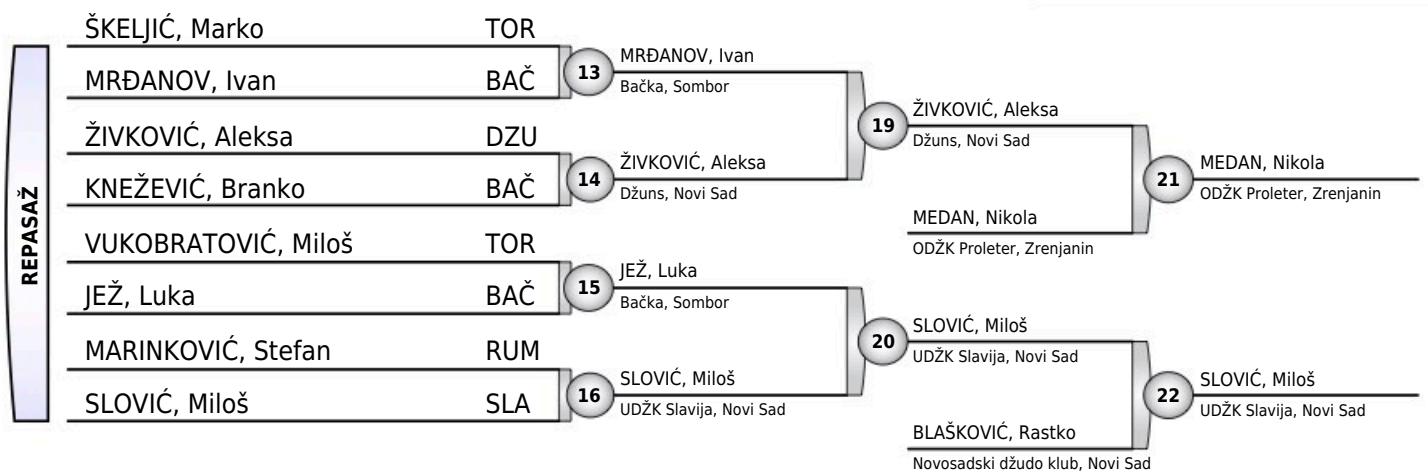 REPASAŽ
ŠKELJIĆ, Marko TOR
MRĐANOV, Ivan BAČ
ŽIVKOVIĆ, Aleksa DZU
KNEŽEVIĆ, Branko BAČ
VUKOBRATOVIĆ, Miloš TOR
JEŽ, Luka BAČ
MARINKOVIĆ, Stefan RUM
SLOVIĆ, Miloš SLA
13
MRĐANOV, Ivan
Bačka, Sombor
14
ŽIVKOVIĆ, Aleksa
Džuns, Novi Sad
15
JEŽ, Luka
Bačka, Sombor
16
SLOVIĆ, Miloš
UDŽK Slavija, Novi Sad
19
ŽIVKOVIĆ, Aleksa
Džuns, Novi Sad
MEDAN, Nikola
ODŽK Proleter, Zrenjanin
20
SLOVIĆ, Miloš
UDŽK Slavija, Novi Sad
BLAŠKOVIĆ, Rastko
Novosadski džudo klub, Novi Sad
21
MEDAN, Nikola
ODŽK Proleter, Zrenjanin
22
SLOVIĆ, Miloš
UDŽK Slavija, Novi Sad